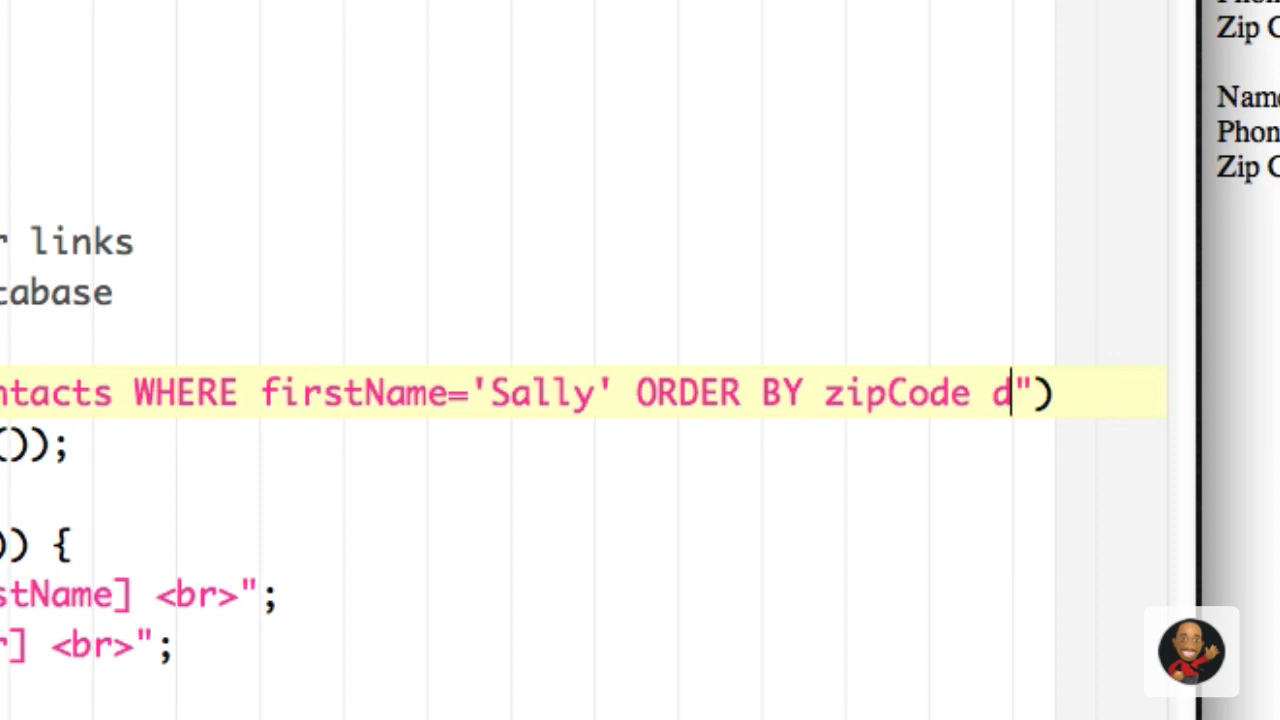 Zip C
Name
Phon
Zip C
r links
tabase
ntacts WHERE firstName='Sally' ORDER BY zipCode d")
());
)) {
stName] <br>";
r] <br>";